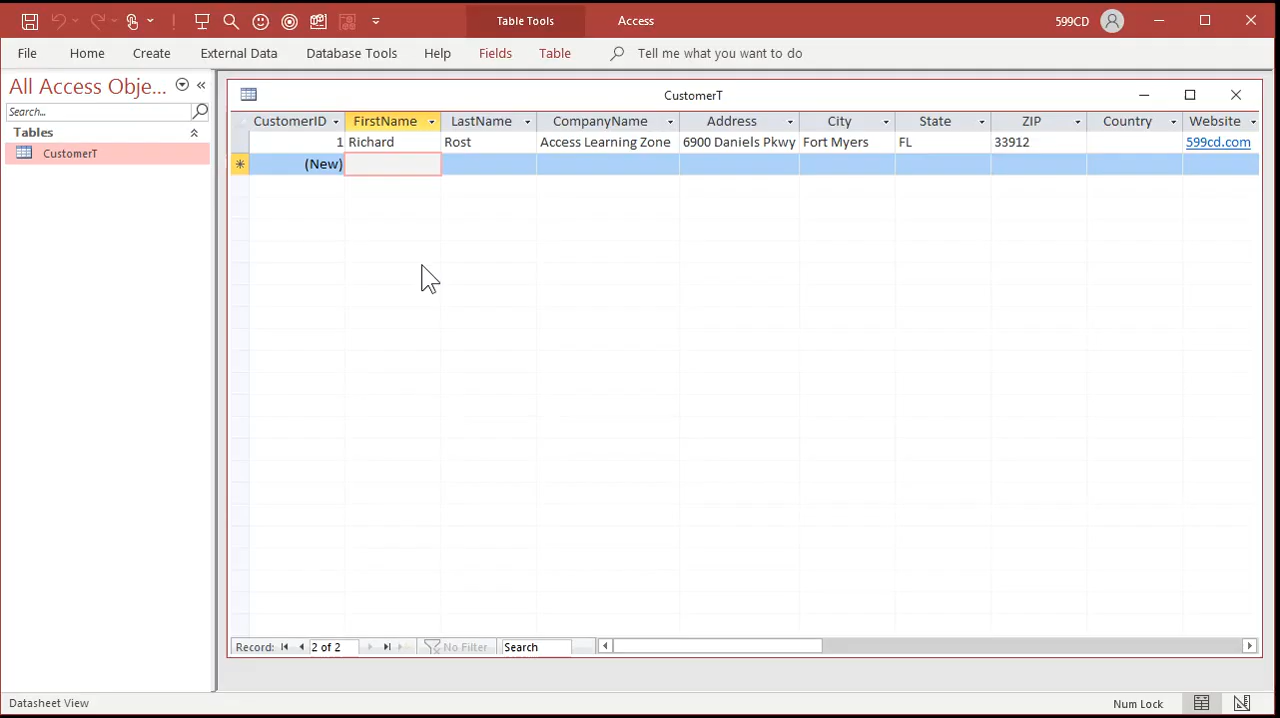 Table Tools
Access
599CD
File Home Create External Data Database Tools Help Fields Table Tell me what you want to do
All Access Obje...
Search...
Tables
CustomerT
CustomerT
CustomerID FirstName LastName CompanyName Address City State ZIP Country Website
1 Richard Rost Access Learning Zone 6900 Daniels Pkwy Fort Myers FL 33912 599cd.com
(New)
Record: 2 of 2 No Filter Search
Datasheet View
Num Lock